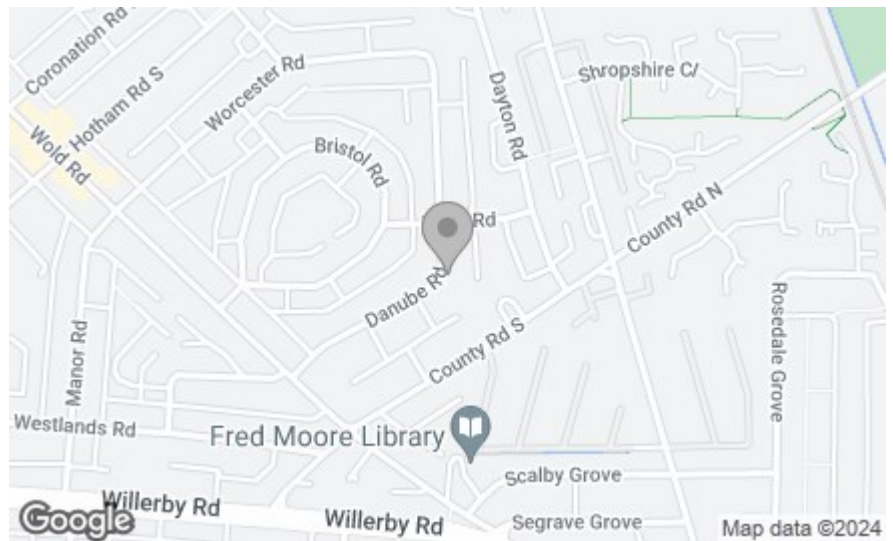 Coronation Rd
Hotham Rd S
Worcester Rd
Shropshire Cl
Dayton Rd
Wold Rd
Bristol Rd
Rd
County Rd N
Danube Rd
Manor Rd
County Rd S
Rosedale Grove
Westlands Rd
Fred Moore Library
Scalby Grove
Willerby Rd
Willerby Rd
Segrave Grove
Google
Map data ©2024